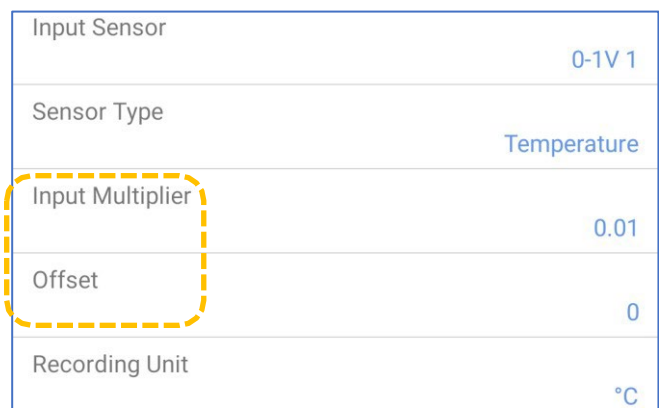 Input Sensor
0-1V 1
Sensor Type
Temperature
Input Multiplier
0.01
Offset
0
Recording Unit
°C